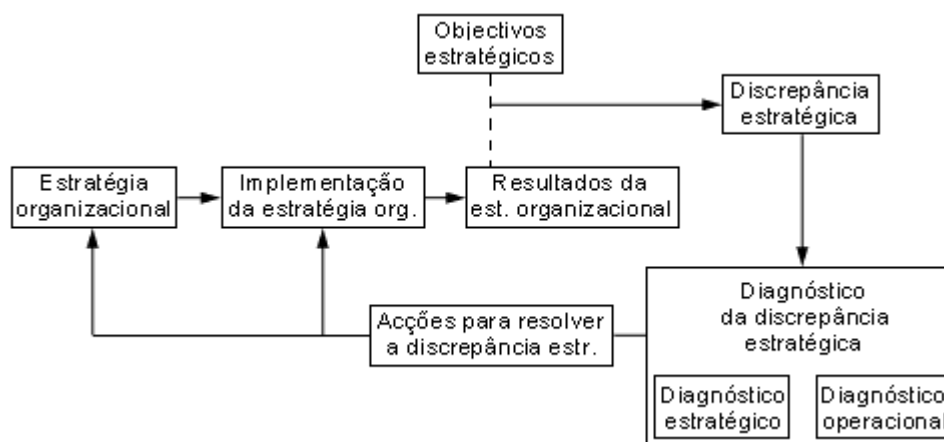 Objectivos
estratégicos
Discrepância
estratégica
Estratégia
organizacional
Implementação
da estratégia org.
Resultados da
est. organizacional
Acções para resolver
a discrepância estr.
Diagnóstico
da discrepância
estratégica
Diagnóstico
estratégico
Diagnóstico
operacional